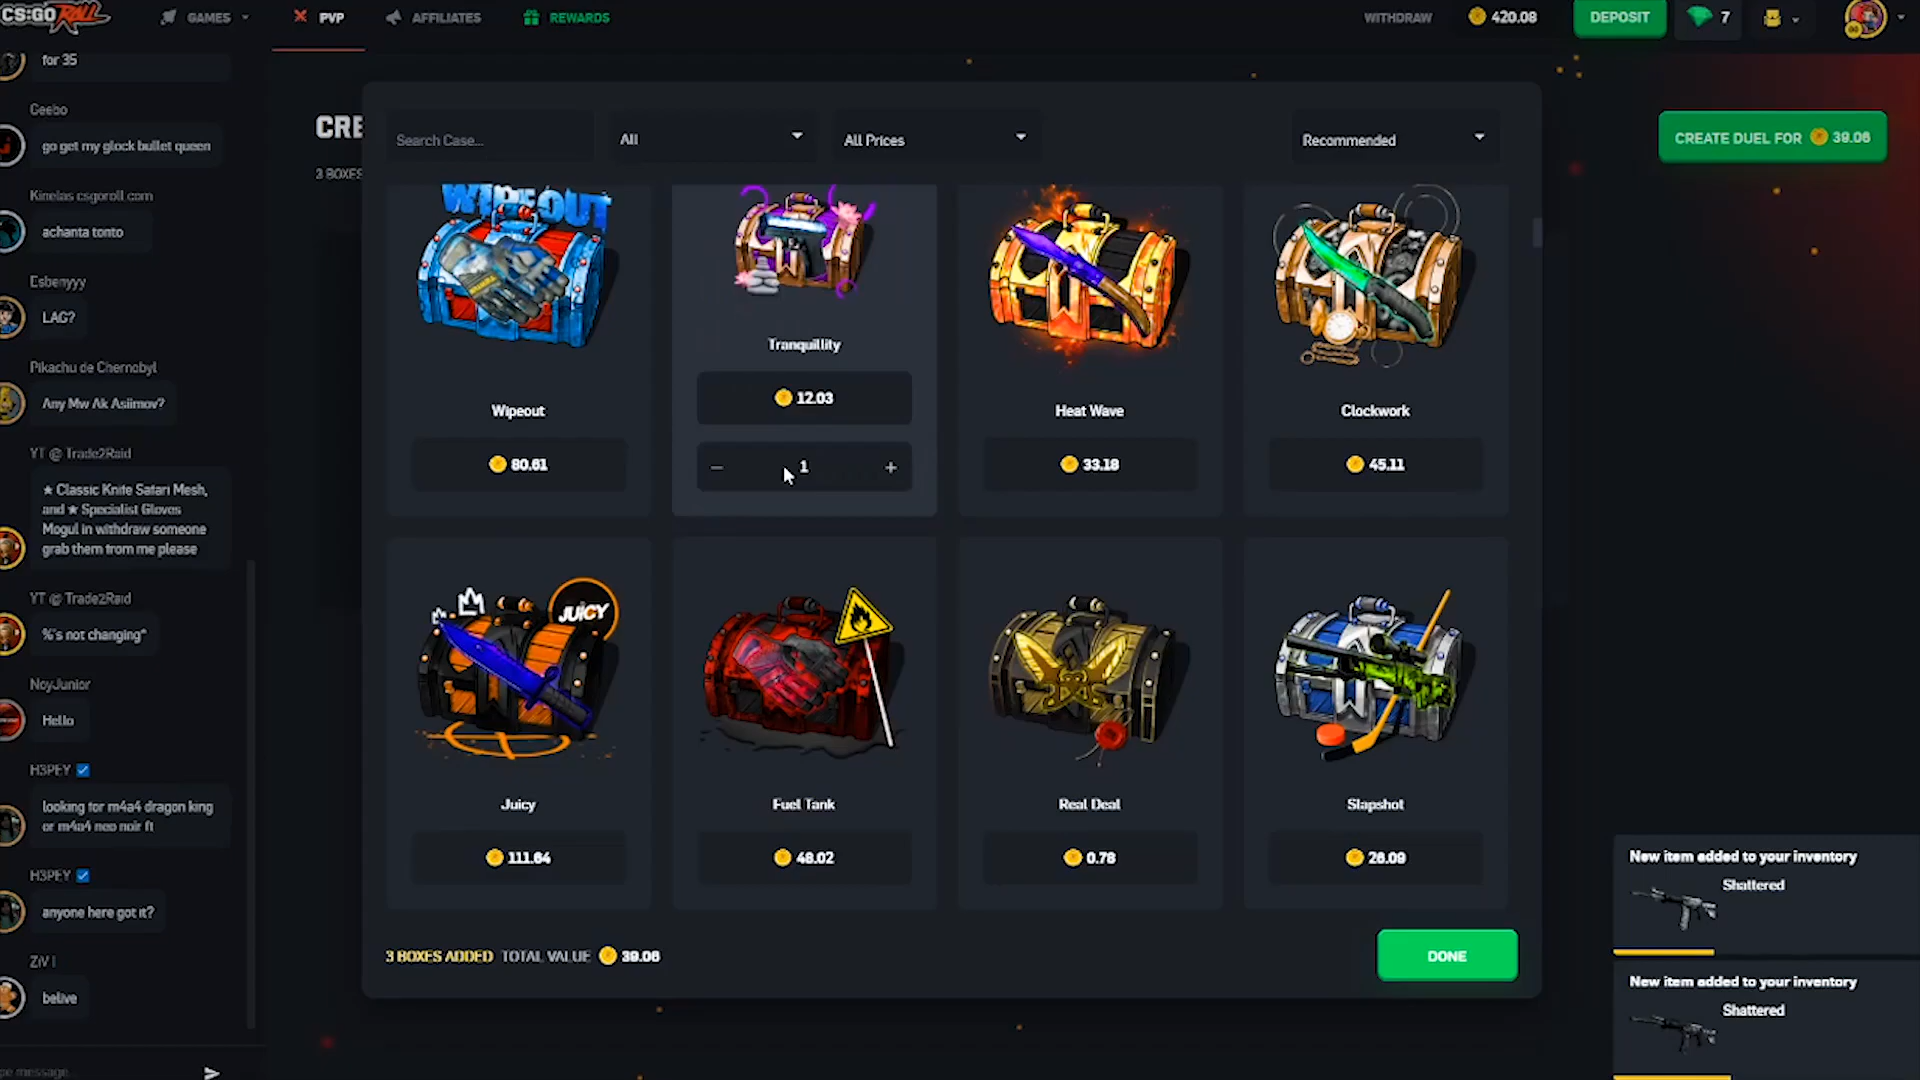 CS:GO ROLL
GAMES
PVP
AFFILIATES
REWARDS
WITHDRAW
420.08
DEPOSIT
7
for 35
Geebo
go get my glock bullet queen
Kinelas csgoroll.com
achanta tonto
Esbenyyy
LAG?
Pikachu de Chernobyl
Any Mw Ak Asiimov?
YT @ Trade2Raid
★ Classic Knife Safari Mesh,
and ★ Specialist Gloves
Mogul in withdraw someone
grab them from me please
YT @ Trade2Raid
%'s not changing*
NoyJunior
Hello
H3PEY
looking for m4a4 dragon king
or m4a4 neo noir ft
H3PEY
anyone here got it?
ZiV I
belive
pe message...
CRE
3 BOXES
Search Case...
All
All Prices
Recommended
CREATE DUEL FOR 39.06
WIPEOUT
Wipeout
80.61
Tranquillity
12.03
− 1 +
Heat Wave
33.18
Clockwork
45.11
JUICY
Juicy
111.64
Fuel Tank
48.02
Real Deal
0.78
Slapshot
26.09
3 BOXES ADDED TOTAL VALUE 39.06
DONE
New item added to your inventory
Shattered
New item added to your inventory
Shattered